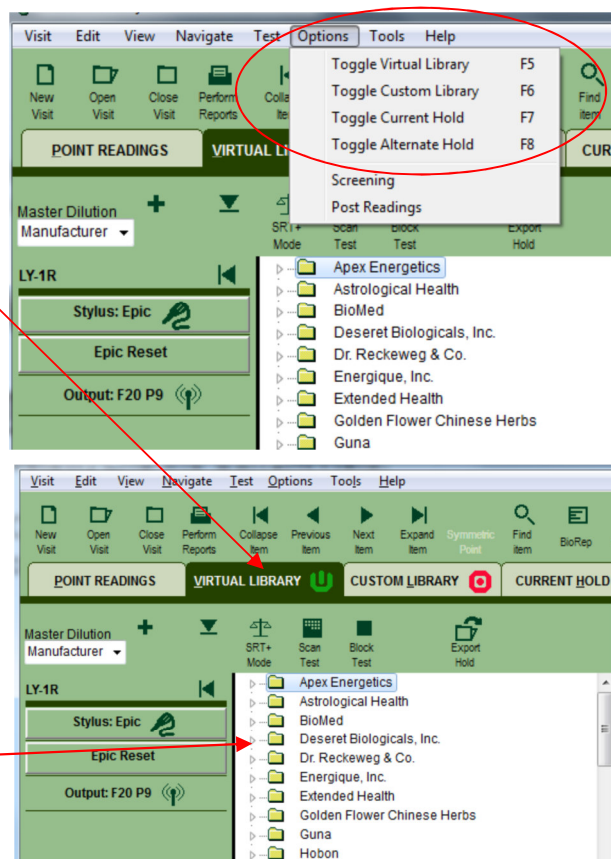 Visit Edit View Navigate Test Options Tools Help
Toggle Virtual Library F5
Toggle Custom Library F6
Toggle Current Hold F7
Toggle Alternate Hold F8
Screening
Post Readings
New Visit
Open Visit
Close Visit
Perform Reports
Find Item
POINT READINGS VIRTUAL CUR
Master Dilution
Manufacturer
SRT+ Mode
Scan Test
Block Test
Export Hold
LY-1R
Stylus: Epic
Epic Reset
Output: F20 P9
Apex Energetics
Astrological Health
BioMed
Deseret Biologicals, Inc.
Dr. Reckeweg & Co.
Energique, Inc.
Extended Health
Golden Flower Chinese Herbs
Guna
Visit Edit View Navigate Test Options Tools Help
New Visit
Open Visit
Close Visit
Perform Reports
Collapse Item
Previous Item
Next Item
Expand Item
Symmetric Point
Find Item
BioRep
POINT READINGS VIRTUAL LIBRARY CUSTOM LIBRARY CURRENT HOLD
Master Dilution
Manufacturer
SRT+ Mode
Scan Test
Block Test
Export Hold
LY-1R
Stylus: Epic
Epic Reset
Output: F20 P9
Apex Energetics
Astrological Health
BioMed
Deseret Biologicals, Inc.
Dr. Reckeweg & Co.
Energique, Inc.
Extended Health
Golden Flower Chinese Herbs
Guna
Hobon